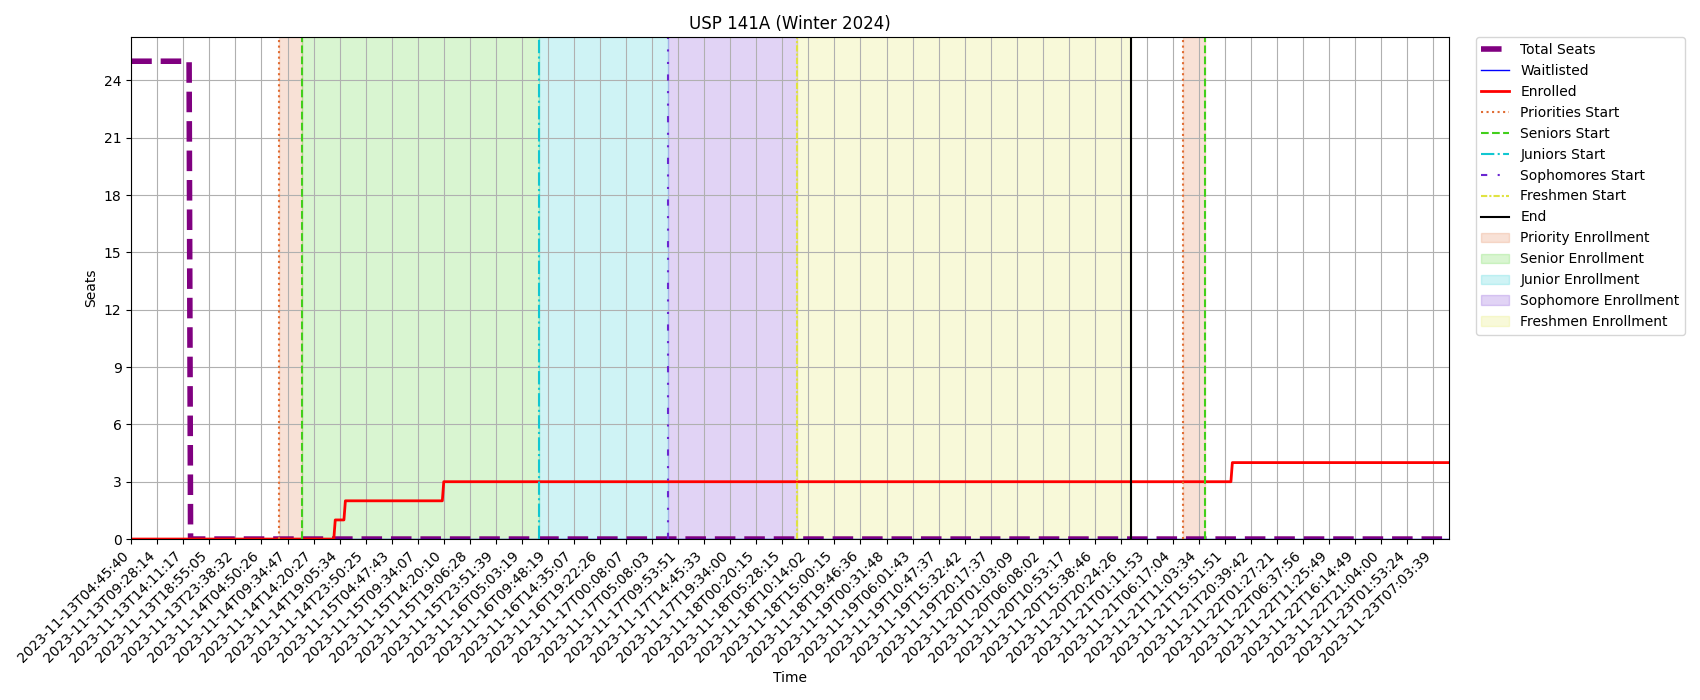 USP 141A (Winter 2024)
Seats
24
21
18
15
12
9
6
3
0
2023-11-13T04:45:40
2023-11-13T09:28:14
2023-11-13T14:11:17
2023-11-13T18:55:05
2023-11-13T23:38:32
2023-11-14T04:50:26
2023-11-14T09:34:47
2023-11-14T14:20:27
2023-11-14T19:05:34
2023-11-14T23:50:25
2023-11-15T04:47:43
2023-11-15T09:34:07
2023-11-15T14:20:10
2023-11-15T19:06:28
2023-11-15T23:51:39
2023-11-16T05:03:19
2023-11-16T09:48:19
2023-11-16T14:35:07
2023-11-16T19:22:26
2023-11-17T00:08:07
2023-11-17T05:08:03
2023-11-17T09:53:51
2023-11-17T14:45:33
2023-11-17T19:34:00
2023-11-18T00:20:15
2023-11-18T05:28:15
2023-11-18T10:14:02
2023-11-18T15:00:15
2023-11-18T19:46:36
2023-11-19T00:31:48
2023-11-19T06:01:43
2023-11-19T10:47:37
2023-11-19T15:32:42
2023-11-19T20:17:37
2023-11-20T01:03:09
2023-11-20T06:08:02
2023-11-20T10:53:17
2023-11-20T15:38:46
2023-11-20T20:24:26
2023-11-21T01:11:53
2023-11-21T06:17:04
2023-11-21T11:03:34
2023-11-21T15:51:51
2023-11-21T20:39:42
2023-11-22T01:27:21
2023-11-22T06:37:56
2023-11-22T11:25:49
2023-11-22T16:14:49
2023-11-22T21:04:00
2023-11-23T01:53:24
2023-11-23T07:03:39
Time
Total Seats
Waitlisted
Enrolled
Priorities Start
Seniors Start
Juniors Start
Sophomores Start
Freshmen Start
End
Priority Enrollment
Senior Enrollment
Junior Enrollment
Sophomore Enrollment
Freshmen Enrollment